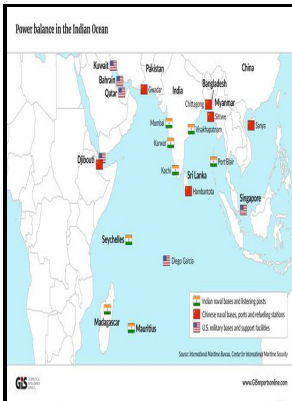 Power balance in the Indian Ocean
Kuwait
Bahrain
Qatar
Pakistan
Gwadar
India
Bangladesh
China
Chittagong
Myanmar
Sittwe
Mumbai
Visakhapatnam
Sanya
Karwar
Djibouti
Kochi
Port Blair
Sri Lanka
Hambantota
Singapore
Seychelles
Diego Garcia
Madagascar
Mauritius
Indian naval bases and listening posts
Chinese naval bases, ports and refueling stations
U.S. military bases and support facilities
Source: International Maritime Bureau, Center for International Maritime Security
GIS
www.GISreportsonline.com